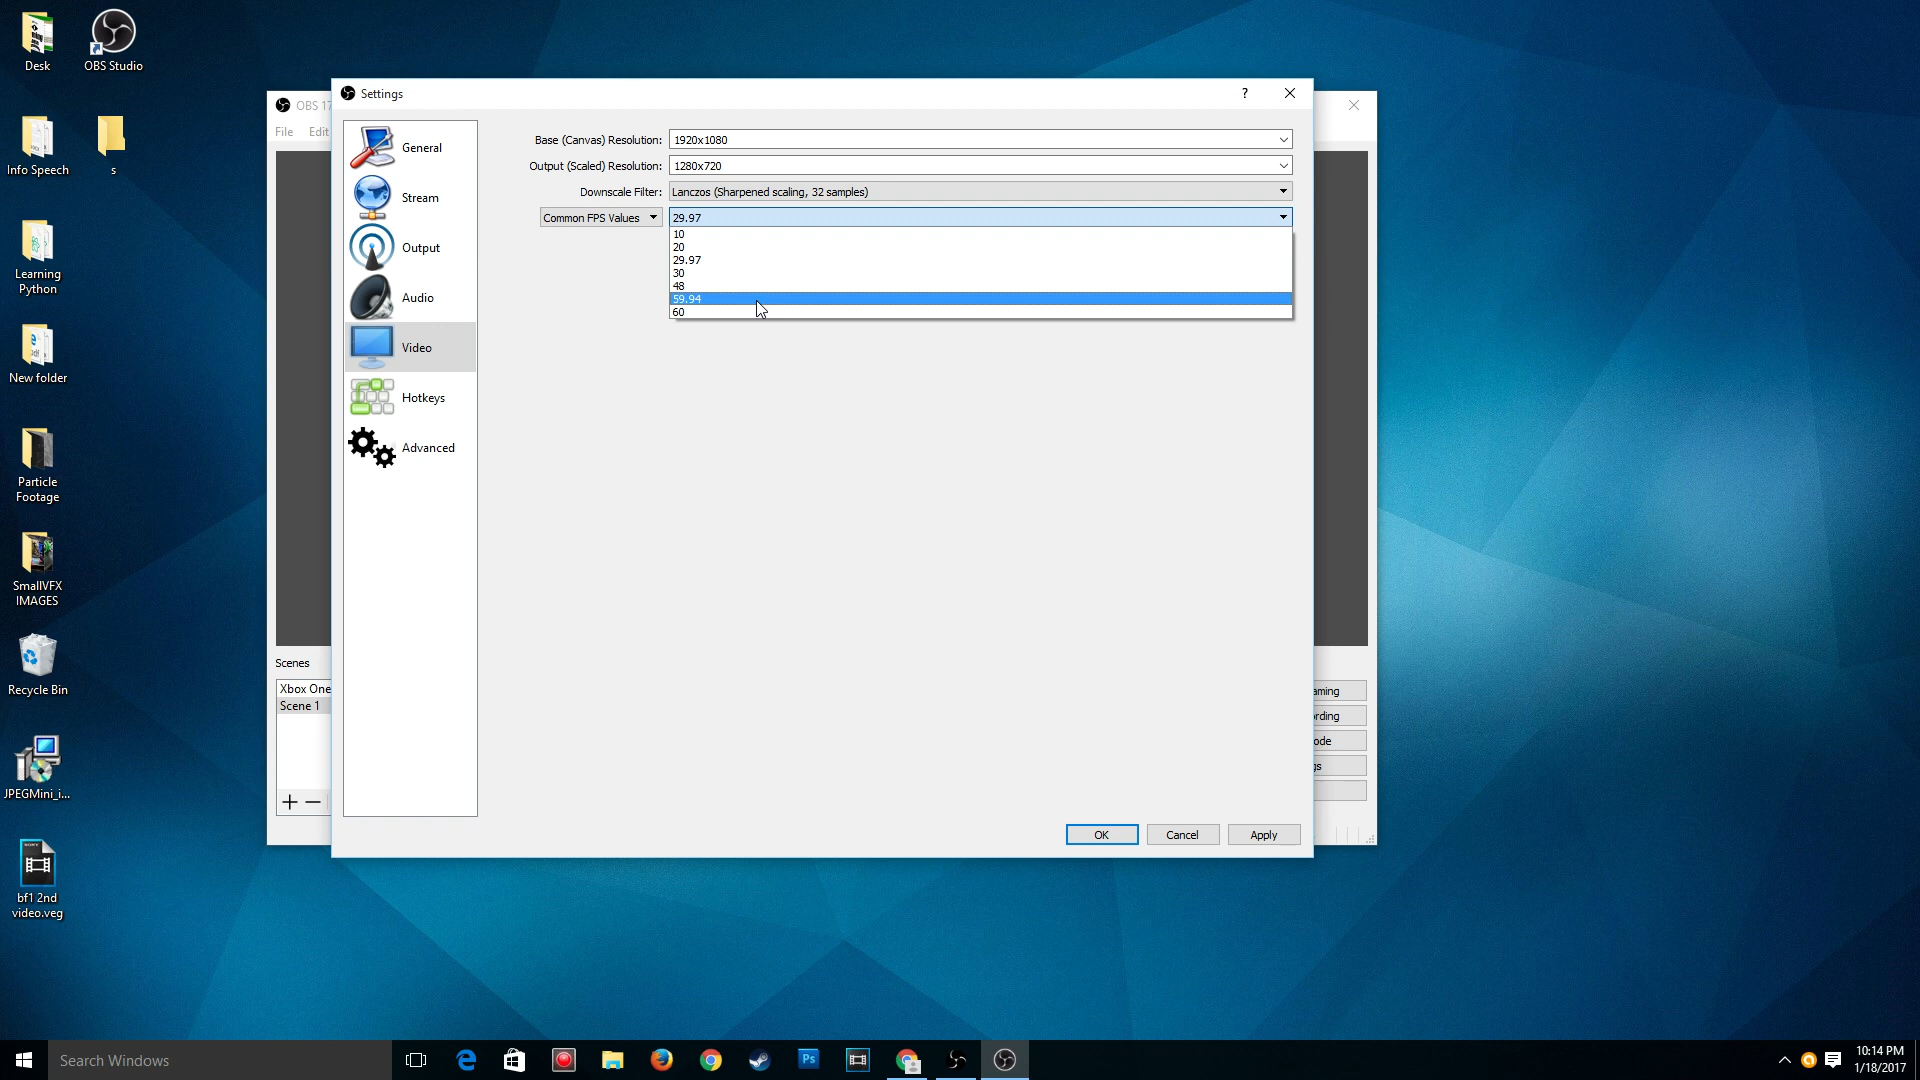 Desk
OBS Studio
Info Speech
s
Learning
Python
New folder
Particle
Footage
SmallVFX
IMAGES
Recycle Bin
JPEGMini_i...
SONY
bf1 2nd
video.veg
OBS 17
File Edit
Scenes
Xbox One
Scene 1
Settings
?
General
Stream
Output
Audio
Video
Hotkeys
Advanced
Base (Canvas) Resolution: 1920x1080
Output (Scaled) Resolution: 1280x720
Downscale Filter: Lanczos (Sharpened scaling, 32 samples)
Common FPS Values 29.97
10
20
29.97
30
48
59.94
60
OK Cancel Apply
aming
rding
ode
gs
Search Windows
Ps
10:14 PM
1/18/2017